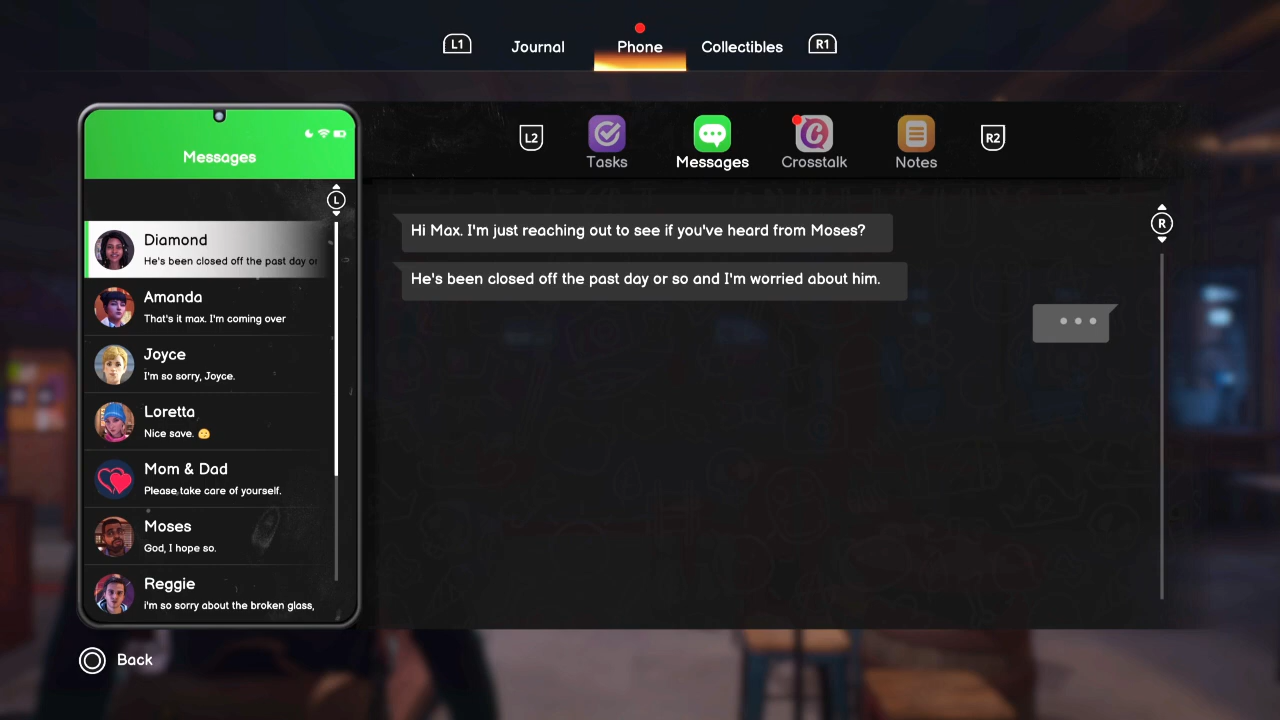 L1 Journal Phone Collectibles R1
Messages
L
Diamond
He's been closed off the past day or
Amanda
That's it max. I'm coming over
Joyce
I'm so sorry, Joyce.
Loretta
Nice save.
Mom & Dad
Please take care of yourself.
Moses
God, I hope so.
Reggie
i'm so sorry about the broken glass,
L2 Tasks Messages Crosstalk Notes R2
R
Hi Max. I'm just reaching out to see if you've heard from Moses?
He's been closed off the past day or so and I'm worried about him.
Back